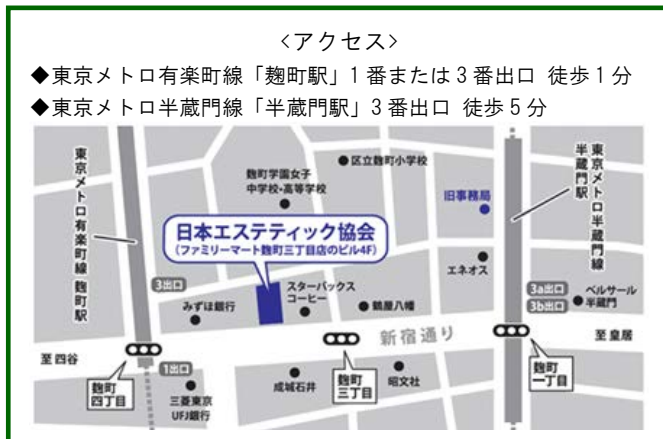 <アクセス>
◆東京メトロ有楽町線「麹町駅」1番または3番出口 徒歩1分
◆東京メトロ半蔵門線「半蔵門駅」3番出口 徒歩5分
東京メトロ有楽町線 麹町駅
麹町学園女子
中学校・高等学校
区立麹町小学校
東京メトロ半蔵門線
半蔵門駅
旧事務局
日本エステティック協会
(ファミリーマート麹町三丁目店のビル4F)
3出口
みずほ銀行
スターバックス
コーヒー
鶴屋八幡
エネオス
3a出口
3b出口
ベルサール
半蔵門
新宿通り
至 皇居
至 四谷
麹町
四丁目
1出口
三菱東京
UFJ銀行
成城石井
麹町
三丁目
昭文社
麹町
一丁目